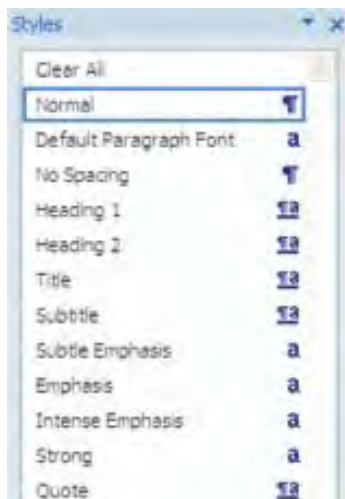 Styles
Clear All
Normal ¶
Default Paragraph Font a
No Spacing ¶
Heading 1 ¶a
Heading 2 ¶a
Title ¶a
Subtitle ¶a
Subtle Emphasis a
Emphasis a
Intense Emphasis a
Strong a
Quote ¶a